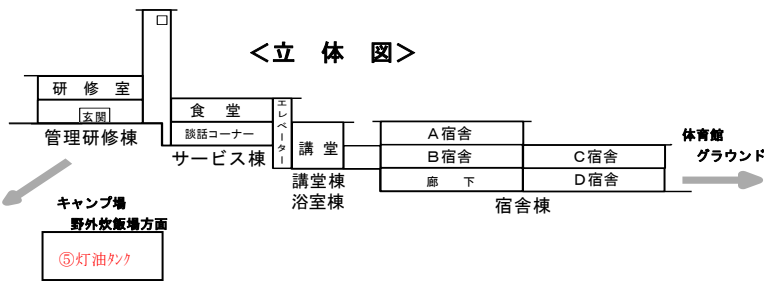 <立 体 図>
研 修 室
玄関
管理研修棟
食 堂
談話コーナー
サービス棟
エレベーター
講 堂
講堂棟
浴室棟
A宿舎
B宿舎
廊 下
C宿舎
D宿舎
宿舎棟
体育館
グラウンド
キャンプ場
野外炊飯場方面
⑤灯油タンク